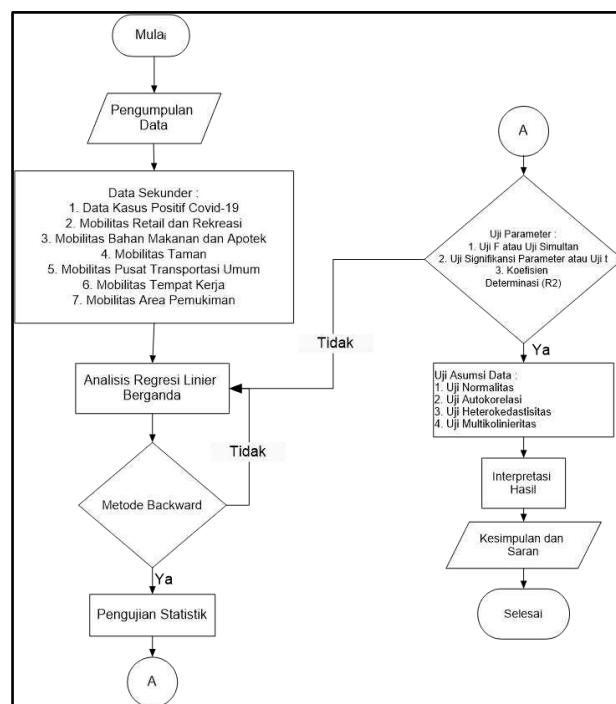 Mulai
Pengumpulan
Data
Data Sekunder :
1. Data Kasus Positif Covid-19
2. Mobilitas Retail dan Rekreasi
3. Mobilitas Bahan Makanan dan Apotek
4. Mobilitas Taman
5. Mobilitas Pusat Transportasi Umum
6. Mobilitas Tempat Kerja
7. Mobilitas Area Pemukiman
Analisis Regresi Linier
Berganda
Tidak
Metode Backward
Ya
Pengujian Statistik
A
A
Uji Parameter :
1. Uji F atau Uji Simultan
2. Uji Signifikansi Parameter atau Uji t
3. Koefisien
Determinasi (R2)
Tidak
Ya
Uji Asumsi Data :
1. Uji Normalitas
2. Uji Autokorelasi
3. Uji Heterokedastisitas
4. Uji Multikolinieritas
Interpretasi
Hasil
Kesimpulan dan
Saran
Selesai